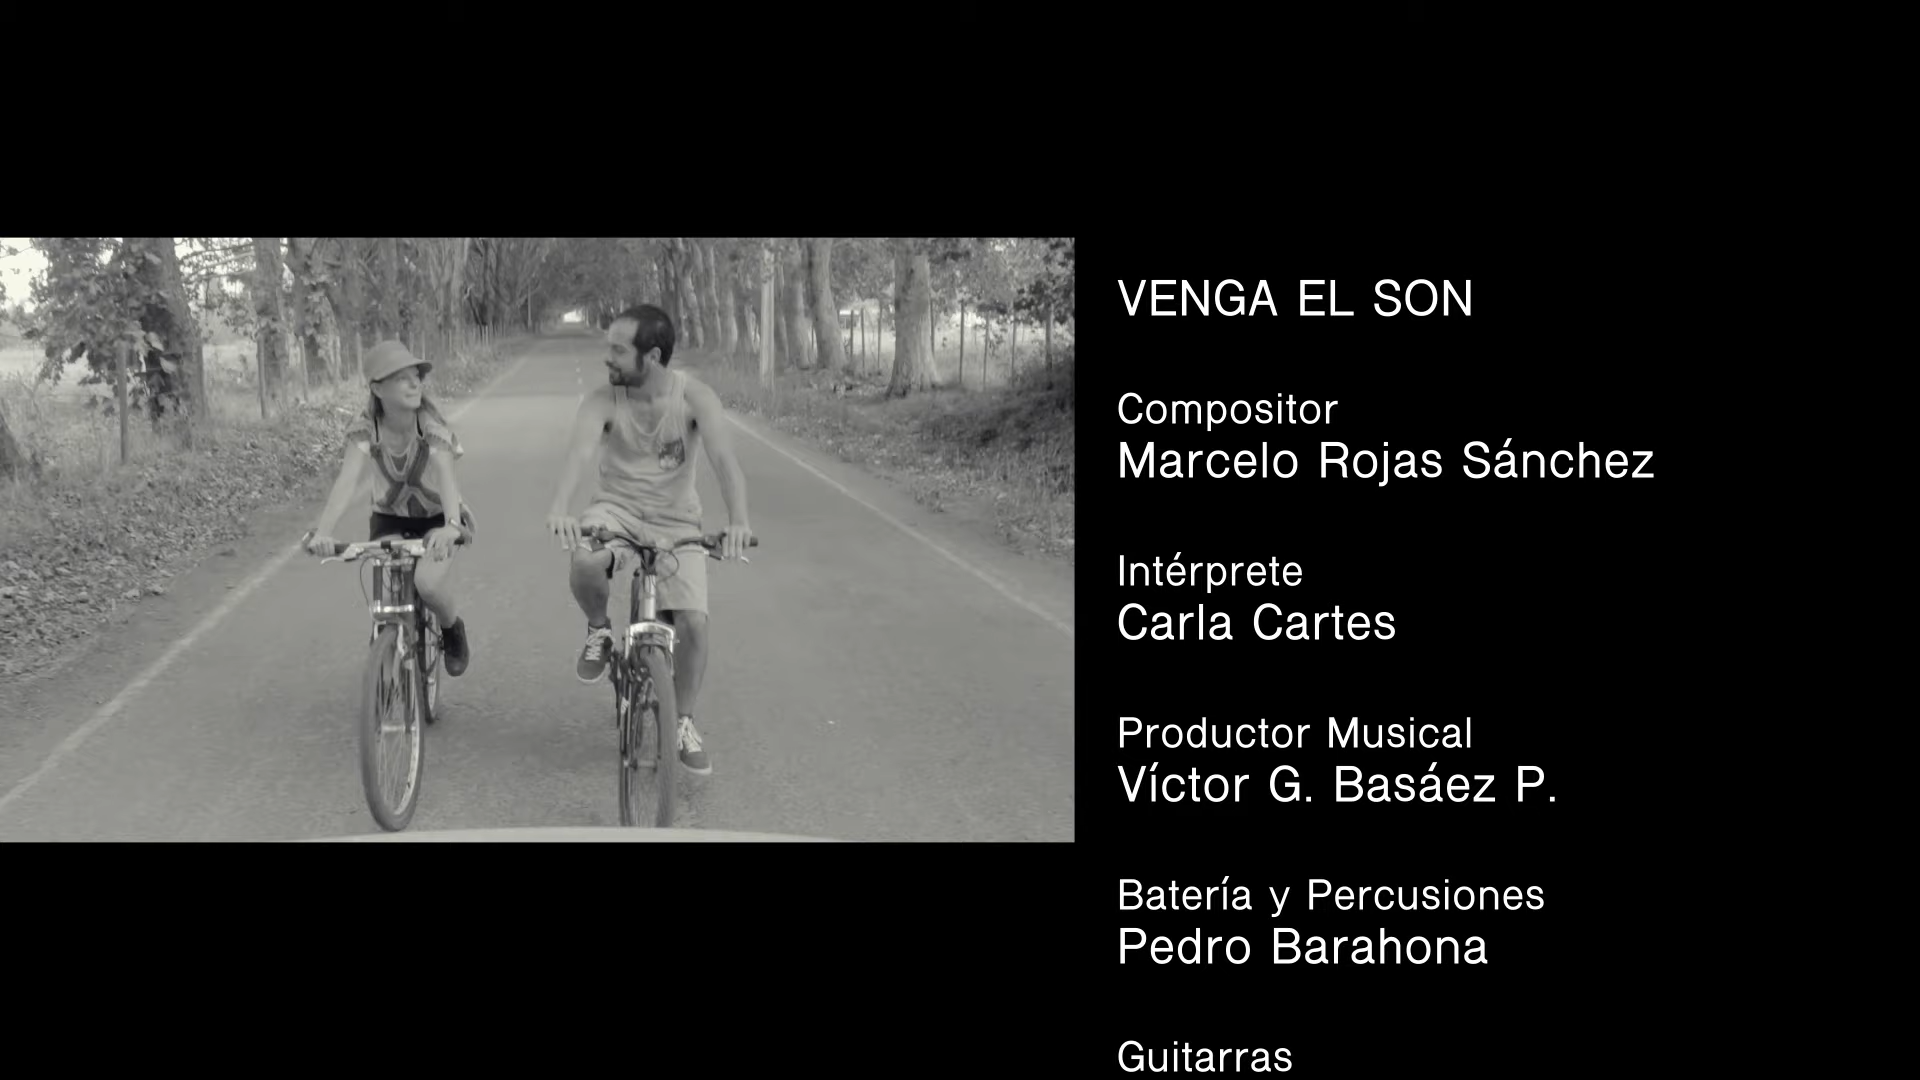 VENGA EL SON
Compositor
Marcelo Rojas Sánchez
Intérprete
Carla Cartes
Productor Musical
Víctor G. Basáez P.
Batería y Percusiones
Pedro Barahona
Guitarras